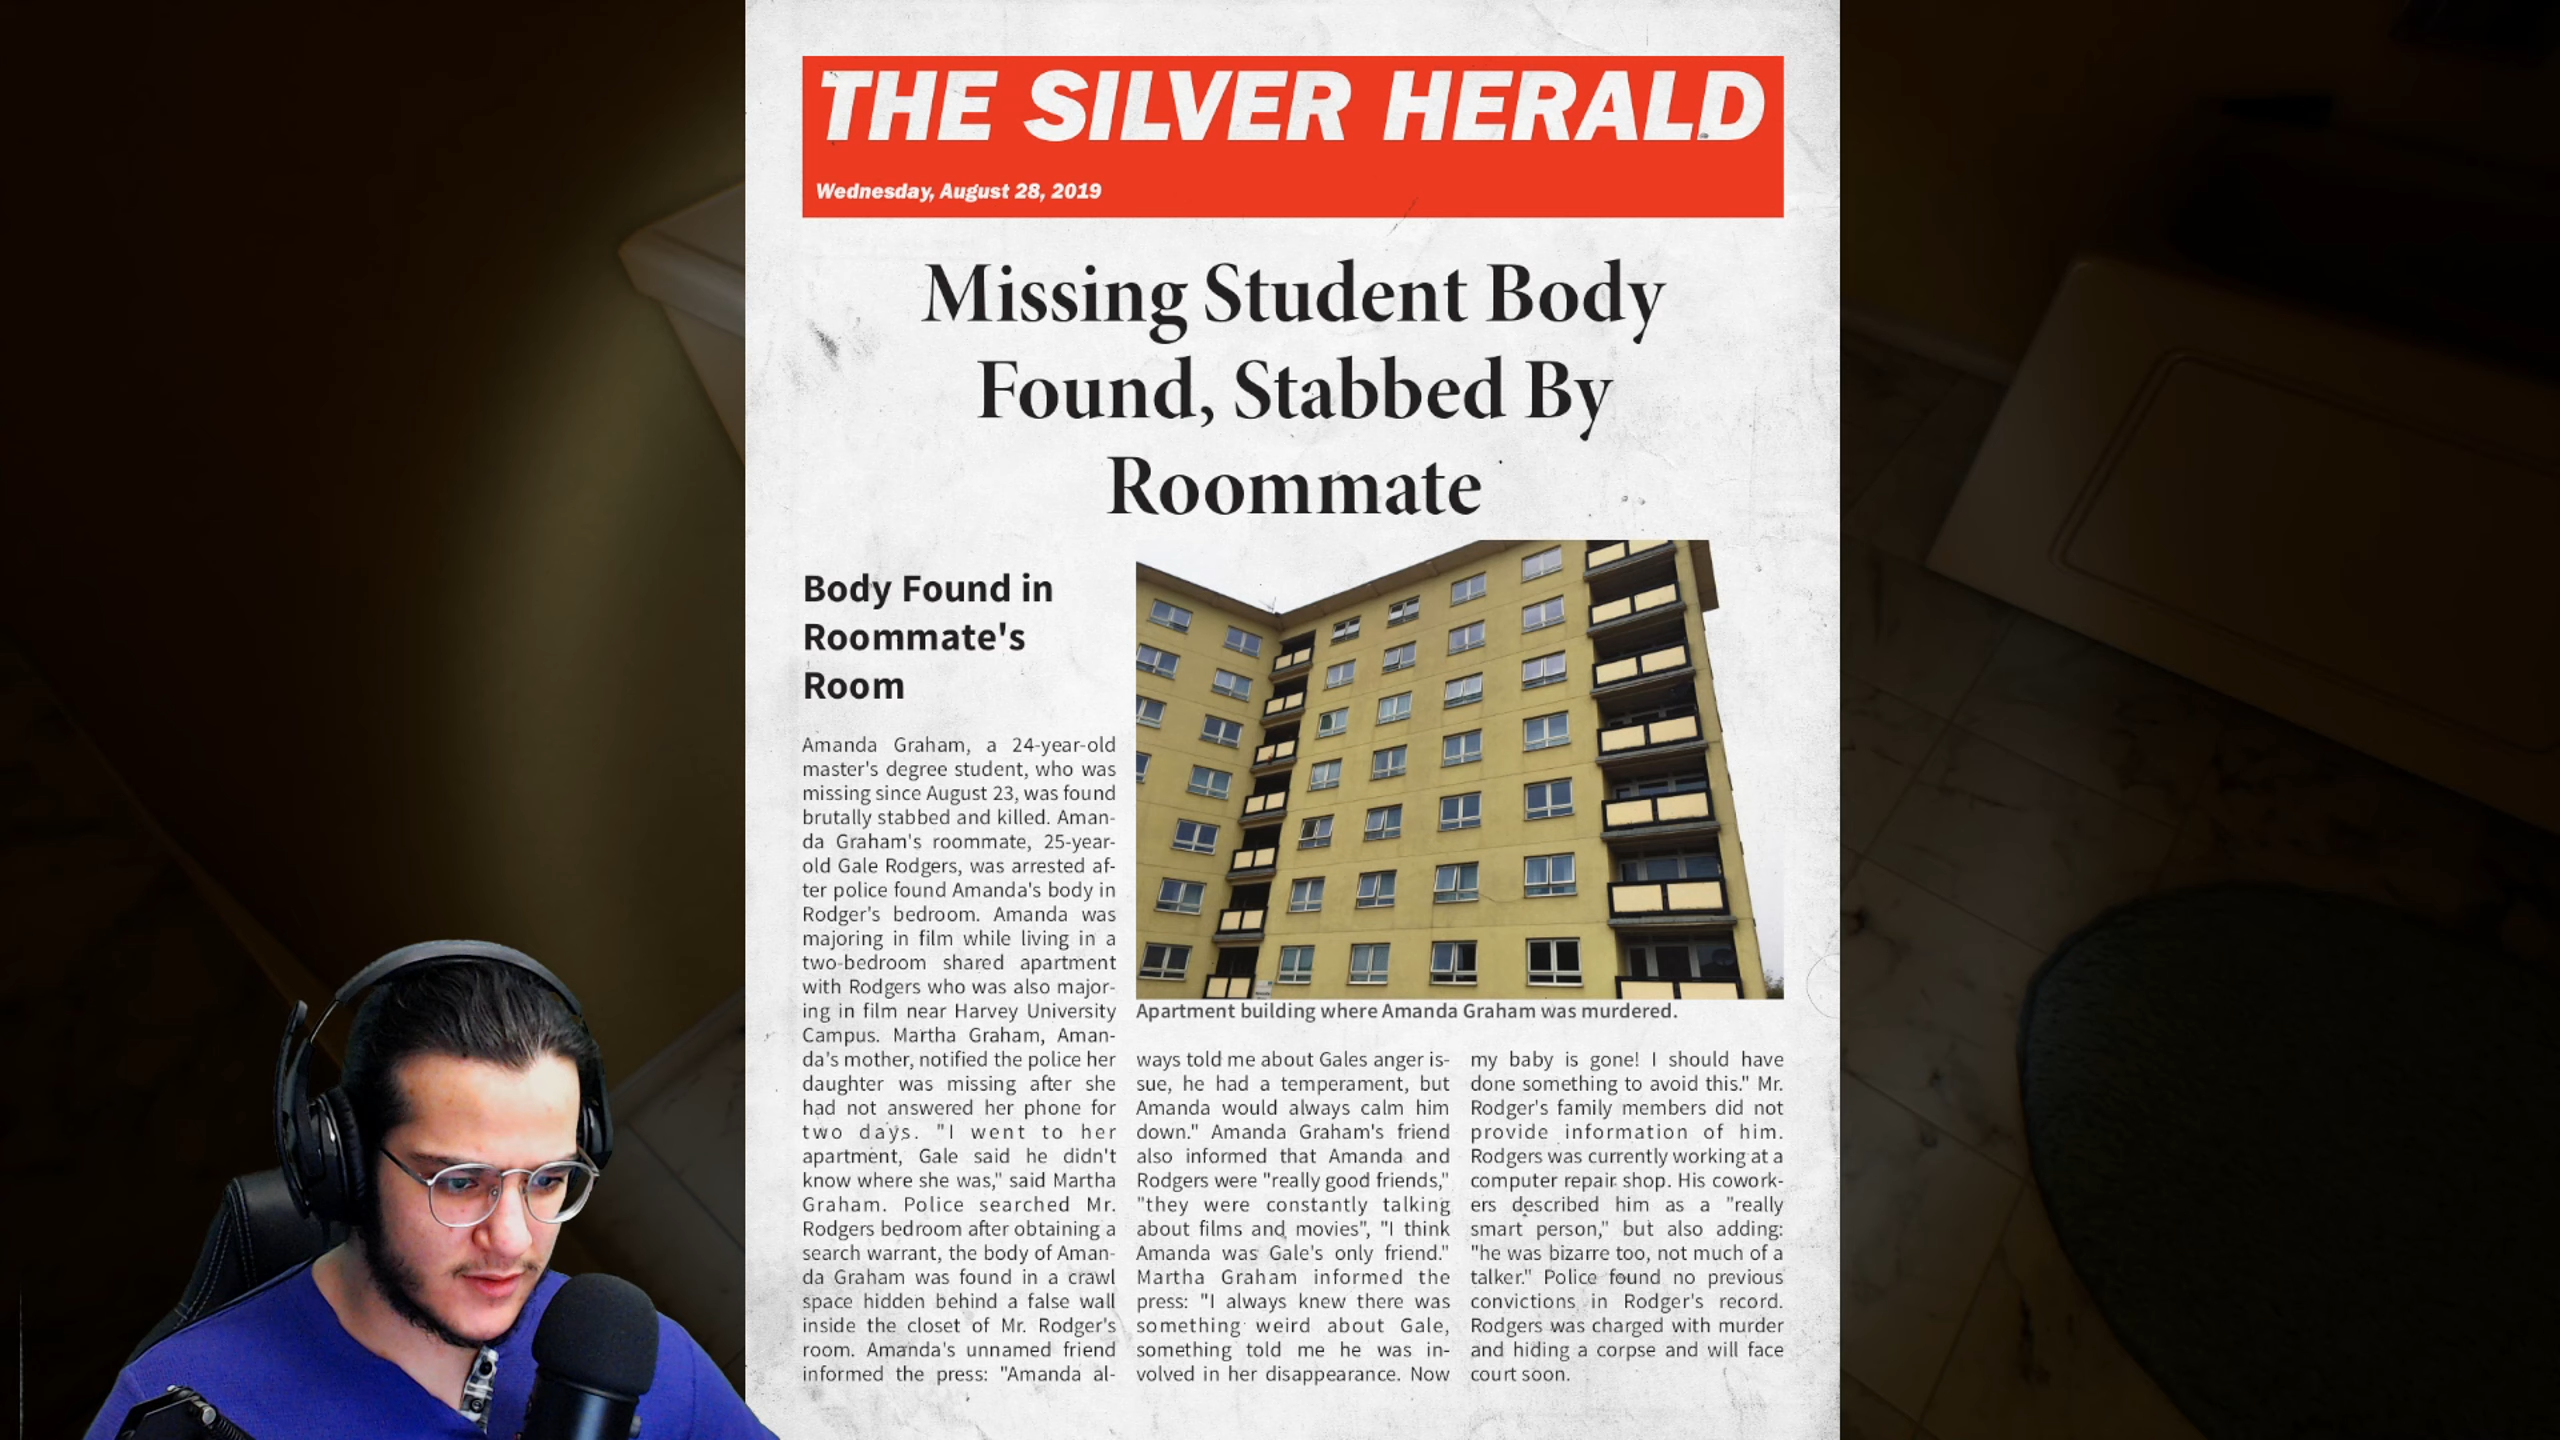 THE SILVER HERALD
Wednesday, August 28, 2019
Missing Student Body
Found, Stabbed By
Roommate
Body Found in
Roommate's
Room
Amanda Graham, a 24-year-old
master's degree student, who was
missing since August 23, was found
brutally stabbed and killed. Aman-
da Graham's roommate, 25-year-
old Gale Rodgers, was arrested af-
ter police found Amanda's body in
Rodger's bedroom. Amanda was
majoring in film while living in a
two-bedroom shared apartment
with Rodgers who was also major-
ing in film near Harvey University
Campus. Martha Graham, Aman-
da's mother, notified the police her
daughter was missing after she
had not answered her phone for
two days. "I went to her
apartment, Gale said he didn't
know where she was," said Martha
Graham. Police searched Mr.
Rodgers bedroom after obtaining a
search warrant, the body of Aman-
da Graham was found in a crawl
space hidden behind a false wall
inside the closet of Mr. Rodger's
room. Amanda's unnamed friend
informed the press: "Amanda al-
Apartment building where Amanda Graham was murdered.
ways told me about Gales anger is-
sue, he had a temperament, but
Amanda would always calm him
down." Amanda Graham's friend
also informed that Amanda and
Rodgers were "really good friends,"
"they were constantly talking
about films and movies", "I think
Amanda was Gale's only friend."
Martha Graham informed the
press: "I always knew there was
something weird about Gale,
something told me he was in-
volved in her disappearance. Now
my baby is gone! I should have
done something to avoid this." Mr.
Rodger's family members did not
provide information of him.
Rodgers was currently working at a
computer repair shop. His cowork-
ers described him as a "really
smart person," but also adding:
"he was bizarre too, not much of a
talker." Police found no previous
convictions in Rodger's record.
Rodgers was charged with murder
and hiding a corpse and will face
court soon.